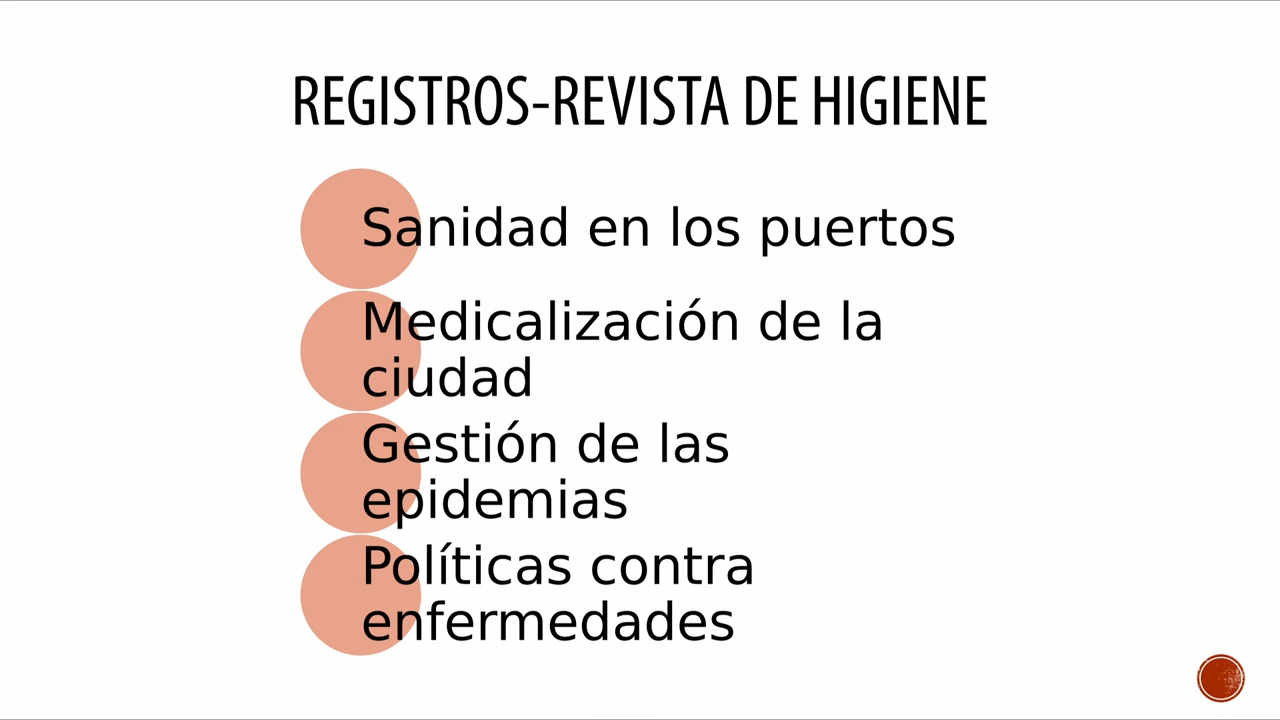 REGISTROS-REVISTA DE HIGIENE
Sanidad en los puertos
Medicalización de la
ciudad
Gestión de las
epidemias
Políticas contra
enfermedades